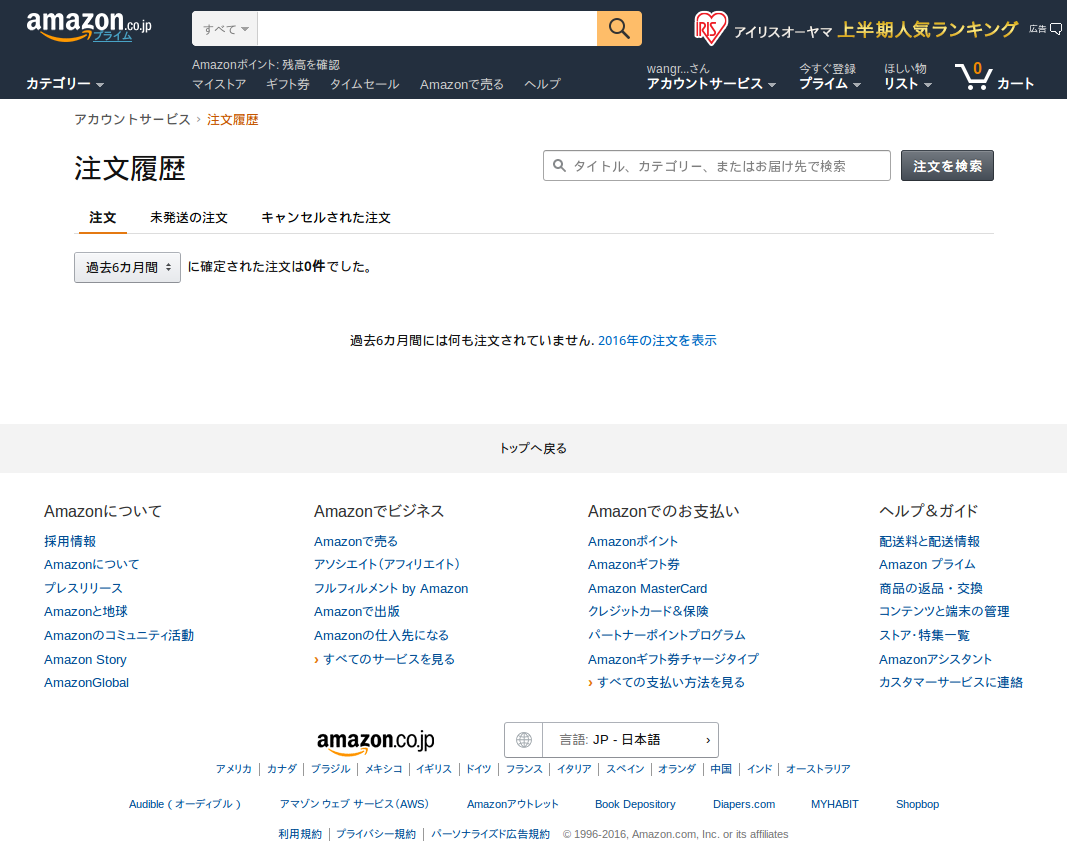 amazon.co.jp
プライム
すべて
IRIS アイリスオーヤマ 上半期人気ランキング 広告
Amazonポイント: 残高を確認
カテゴリー マイストア ギフト券 タイムセール Amazonで売る ヘルプ
wangr...さん
アカウントサービス
今すぐ登録
プライム
ほしい物
リスト
0 カート
アカウントサービス › 注文履歴
注文履歴
タイトル、カテゴリー、またはお届け先で検索 注文を検索
注文 未発送の注文 キャンセルされた注文
過去6カ月間 に確定された注文は0件でした。
過去6カ月間には何も注文されていません. 2016年の注文を表示
トップへ戻る
Amazonについて
採用情報
Amazonについて
プレスリリース
Amazonと地球
Amazonのコミュニティ活動
Amazon Story
AmazonGlobal
Amazonでビジネス
Amazonで売る
アソシエイト(アフィリエイト)
フルフィルメント by Amazon
Amazonで出版
Amazonの仕入先になる
› すべてのサービスを見る
Amazonでのお支払い
Amazonポイント
Amazonギフト券
Amazon MasterCard
クレジットカード&保険
パートナーポイントプログラム
Amazonギフト券チャージタイプ
› すべての支払い方法を見る
ヘルプ&ガイド
配送料と配送情報
Amazon プライム
商品の返品・交換
コンテンツと端末の管理
ストア・特集一覧
Amazonアシスタント
カスタマーサービスに連絡
amazon.co.jp 言語: JP - 日本語 ›
アメリカ カナダ ブラジル メキシコ イギリス ドイツ フランス イタリア スペイン オランダ 中国 インド オーストラリア
Audible ( オーディブル ) アマゾン ウェブ サービス(AWS) Amazonアウトレット Book Depository Diapers.com MYHABIT Shopbop
利用規約 プライバシー規約 パーソナライズド広告規約 © 1996-2016, Amazon.com, Inc. or its affiliates